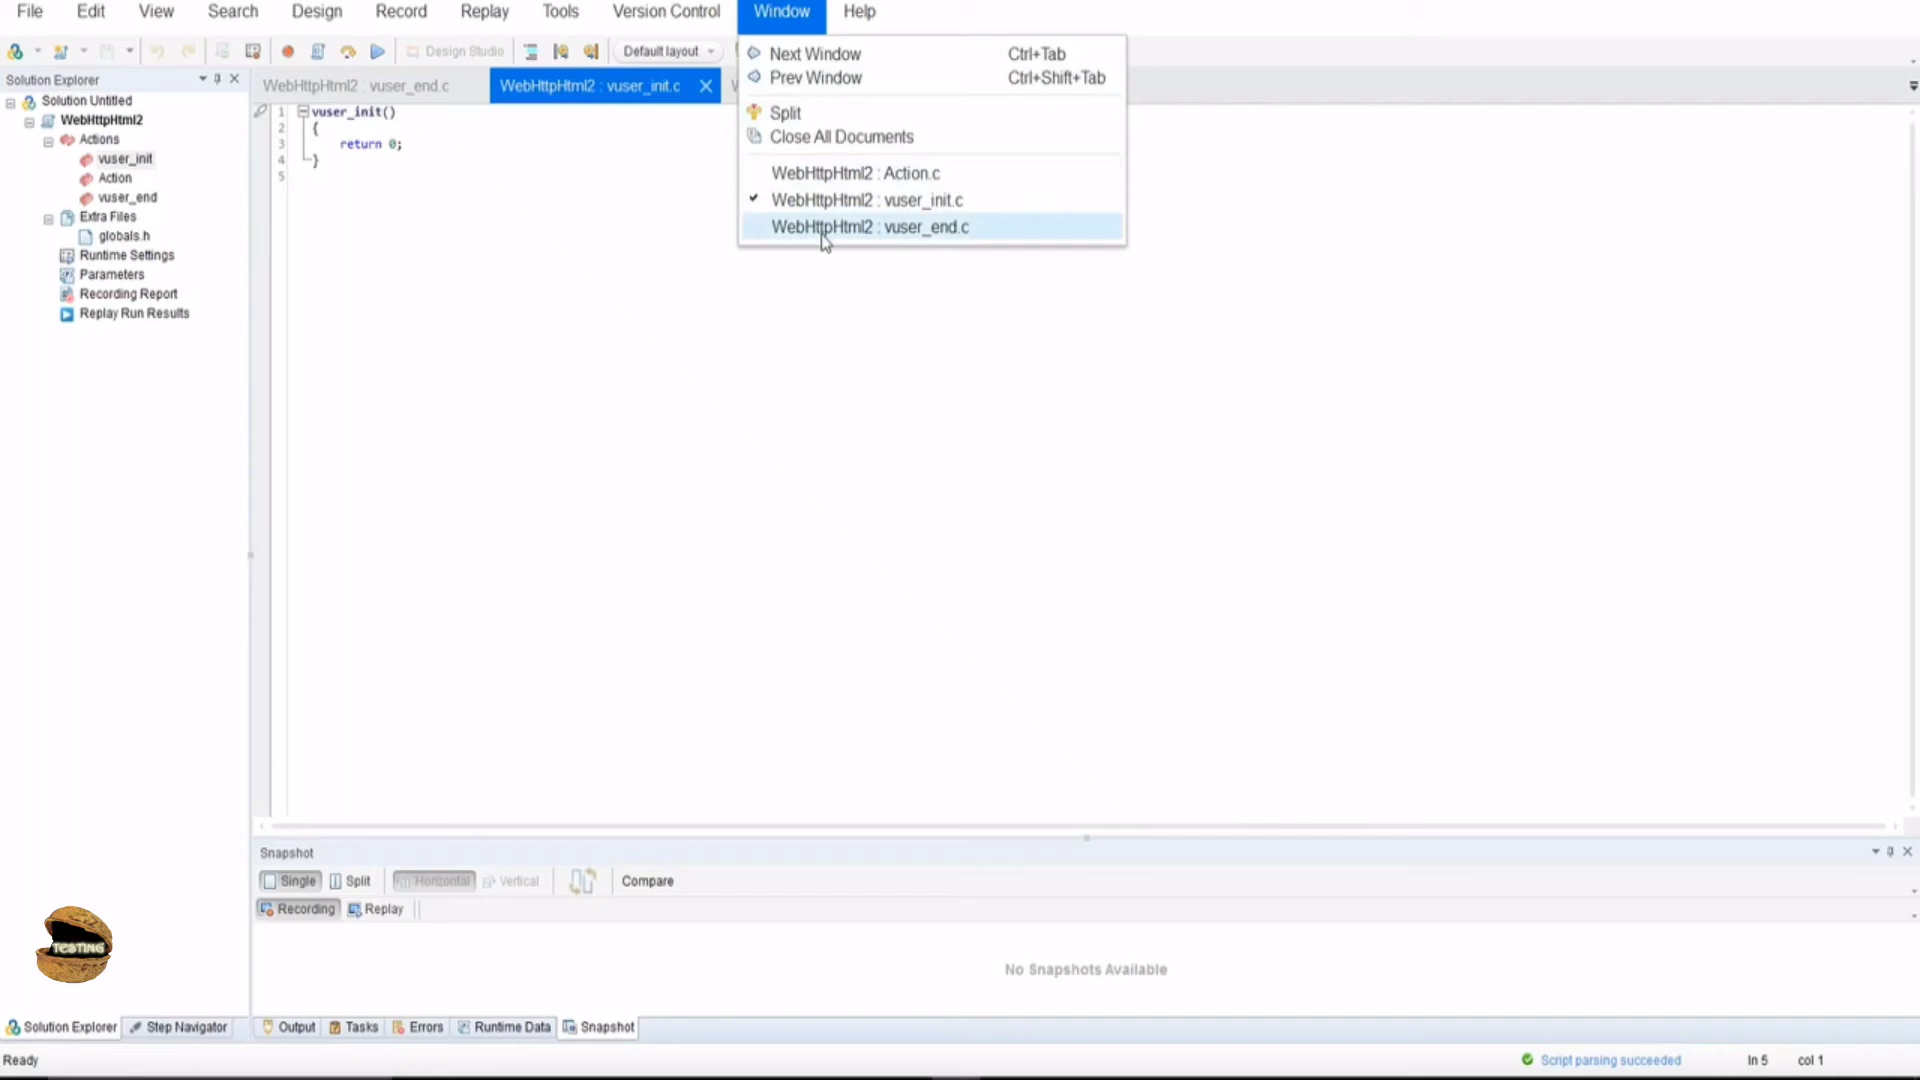 File Edit View Search Design Record Replay Tools Version Control Window Help
Design Studio Default layout
Solution Explorer
Solution Untitled
WebHttpHtml2
Actions
vuser_init
Action
vuser_end
Extra Files
globals.h
Runtime Settings
Parameters
Recording Report
Replay Run Results
WebHttpHtml2 : vuser_end.c
WebHttpHtml2 : vuser_init.c
1 vuser_init()
2 {
3 return 0;
4 }
5
Next Window Ctrl+Tab
Prev Window Ctrl+Shift+Tab
Split
Close All Documents
WebHttpHtml2 : Action.c
WebHttpHtml2 : vuser_init.c
WebHttpHtml2 : vuser_end.c
Snapshot
Single Split Horizontal Vertical Compare
Recording Replay
No Snapshots Available
TESTING
Solution Explorer Step Navigator
Output Tasks Errors Runtime Data Snapshot
Ready
Script parsing succeeded ln 5 col 1